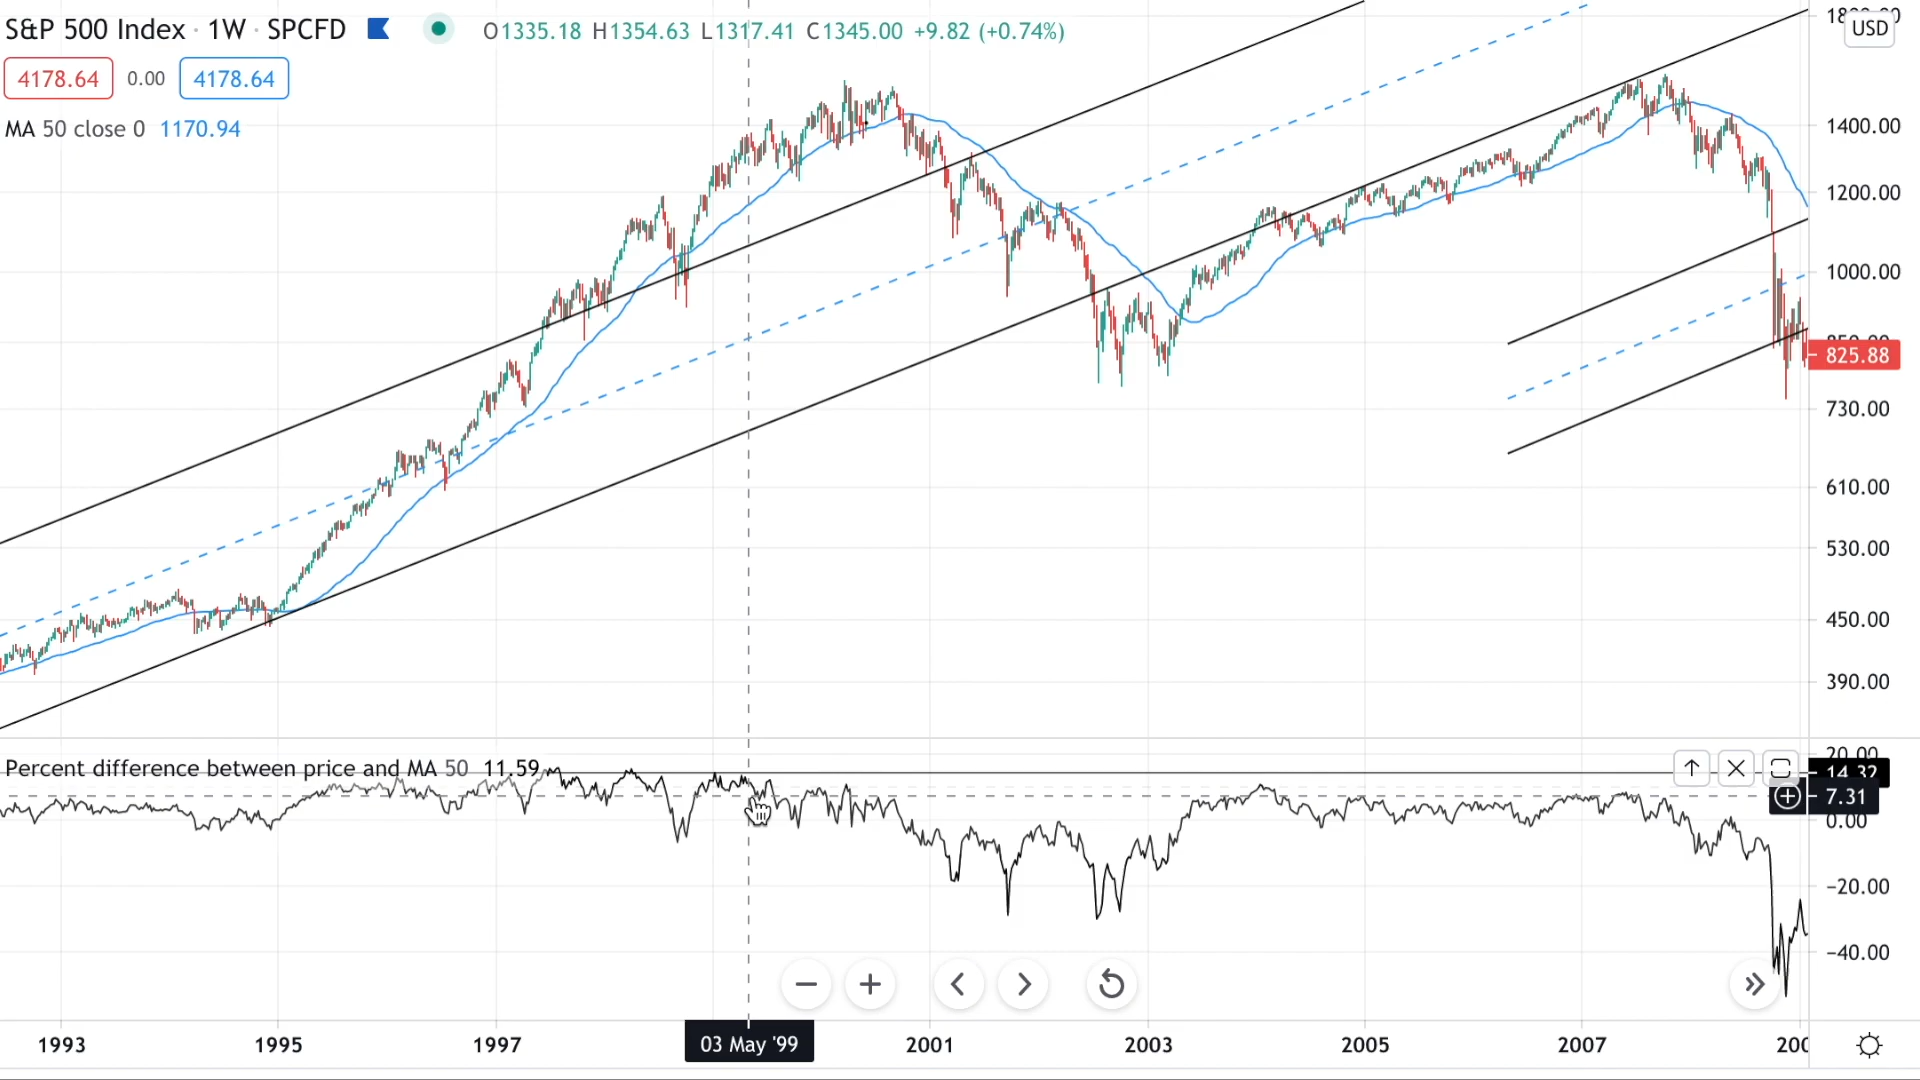 S&P 500 Index · 1W · SPCFD O1335.18 H1354.63 L1317.41 C1345.00 +9.82 (+0.74%)
USD
4178.64 0.00 4178.64
MA 50 close 0 1170.94
1400.00
1200.00
1000.00
825.88
730.00
610.00
530.00
450.00
390.00
Percent difference between price and MA 50 11.59
20.00
14.32
7.31
0.00
−20.00
−40.00
1993 1995 1997 03 May '99 2001 2003 2005 2007